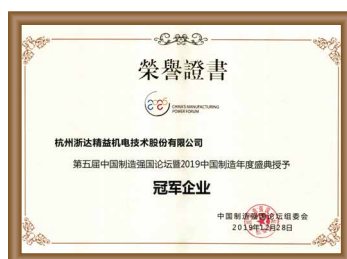 榮譽證書
CHINA'S MANUFACTURING
POWER FORUM
杭州浙达精益机电技术股份有限公司
第五届中国制造强国论坛暨2019中国制造年度盛典授予
冠军企业
中国制造强国论坛组委会
2019年12月28日